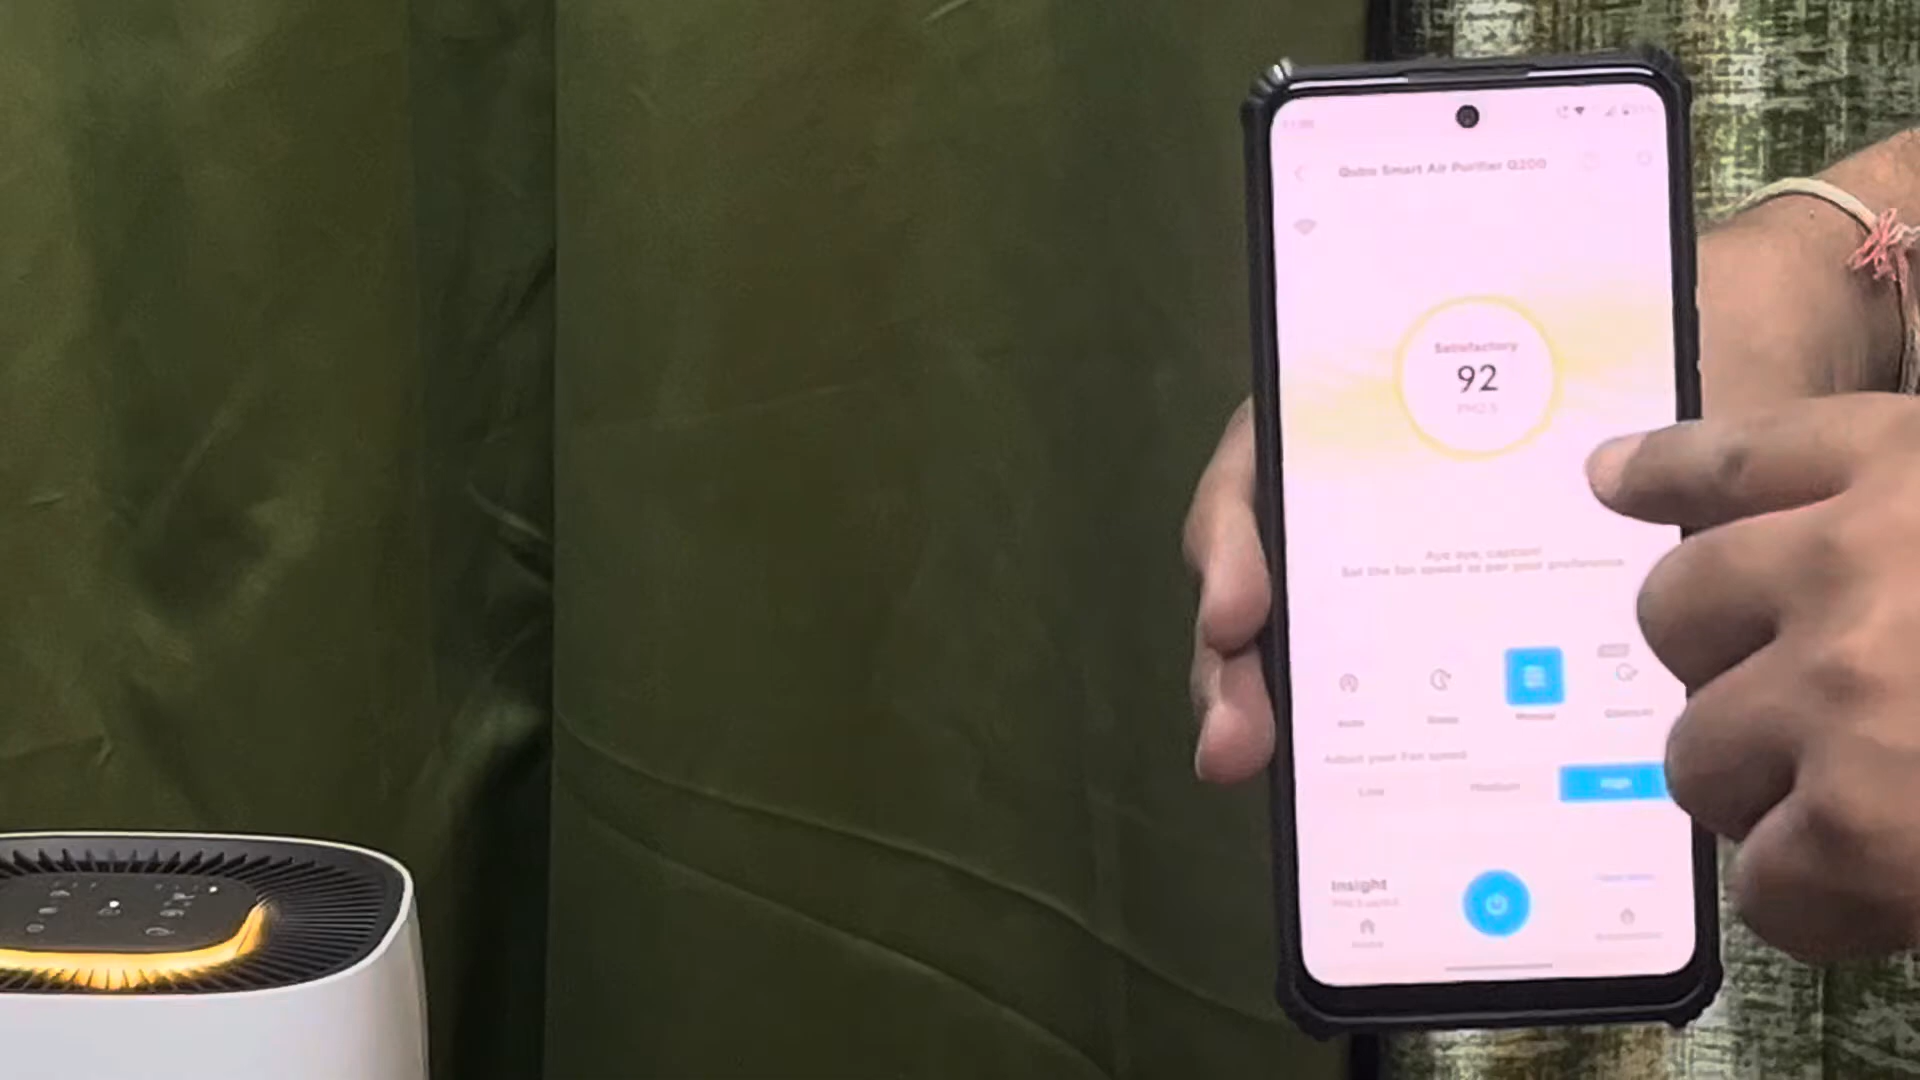 Qubo Smart Air Purifier Q200
Satisfactory
92
PM2.5
Aye aye, captain!
Set the fan speed as per your preference
Auto
Sleep
Manual
Adjust your Fan speed
Low
Medium
High
Insight
Home